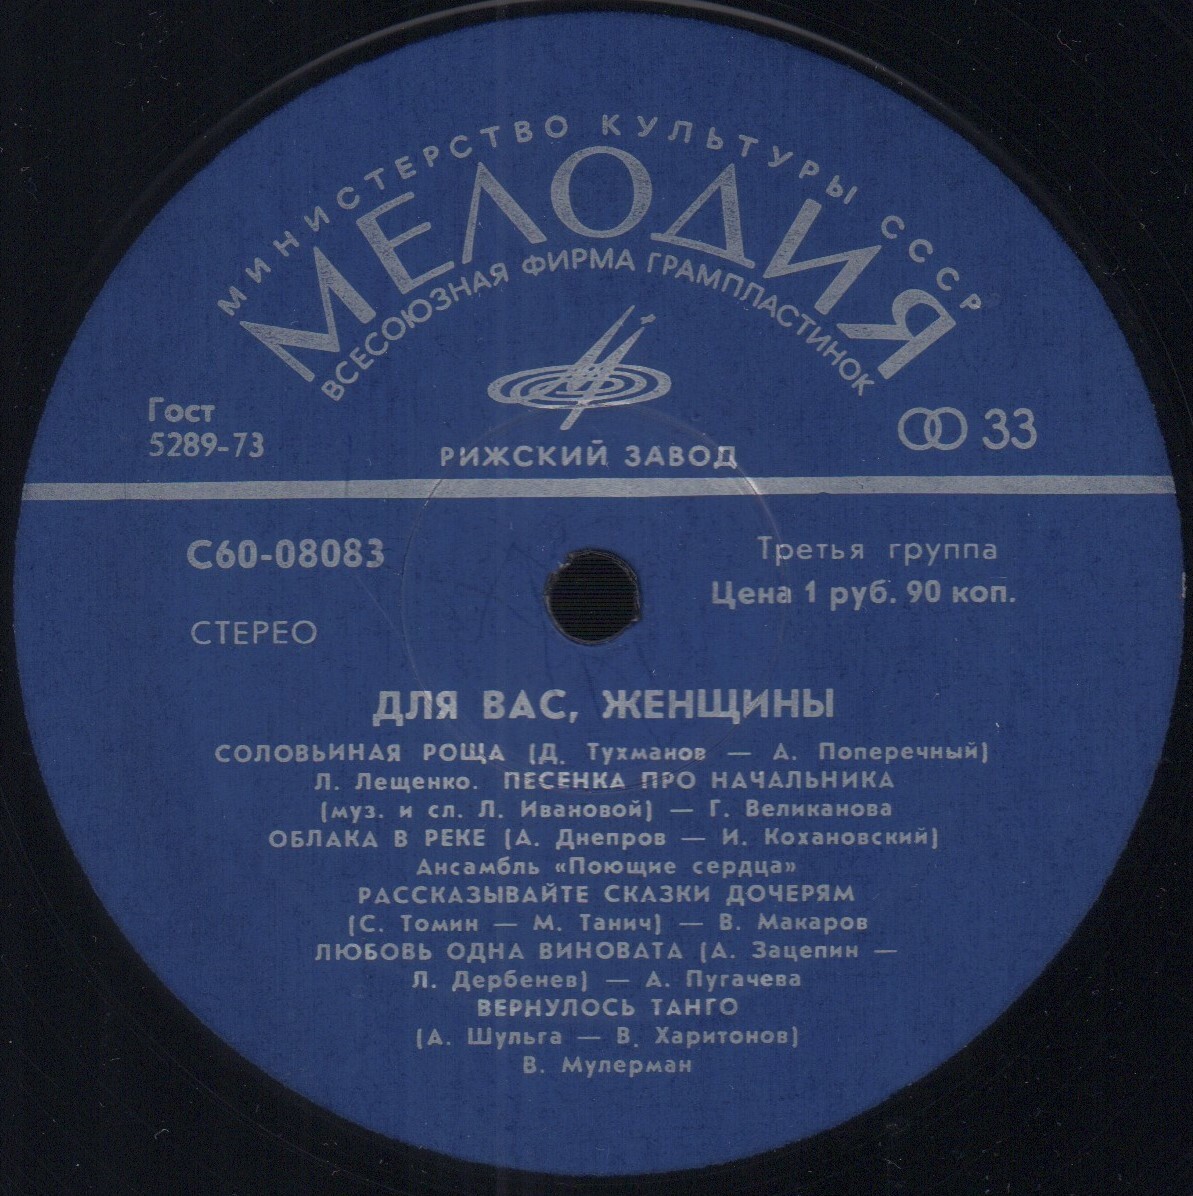 МИНИСТЕРСТВО КУЛЬТУРЫ СССР
МЕЛОДИЯ
ВСЕСОЮЗНАЯ ФИРМА ГРАМПЛАСТИНОК
Гост
5289-73
33
РИЖСКИЙ ЗАВОД
С60-08083
Третья группа
Цена 1 руб. 90 коп.
СТЕРЕО
ДЛЯ ВАС, ЖЕНЩИНЫ
СОЛОВЬИНАЯ РОЩА (Д. Тухманов — А. Поперечный)
Л. Лещенко. ПЕСЕНКА ПРО НАЧАЛЬНИКА
(муз. и сл. Л. Ивановой) — Г. Великанова
ОБЛАКА В РЕКЕ (А. Днепров — И. Кохановский)
Ансамбль «Поющие сердца»
РАССКАЗЫВАЙТЕ СКАЗКИ ДОЧЕРЯМ
(С. Томин — М. Танич) — В. Макаров
ЛЮБОВЬ ОДНА ВИНОВАТА (А. Зацепин —
Л. Дербенев) — А. Пугачева
ВЕРНУЛОСЬ ТАНГО
(А. Шульга — В. Харитонов)
В. Мулерман